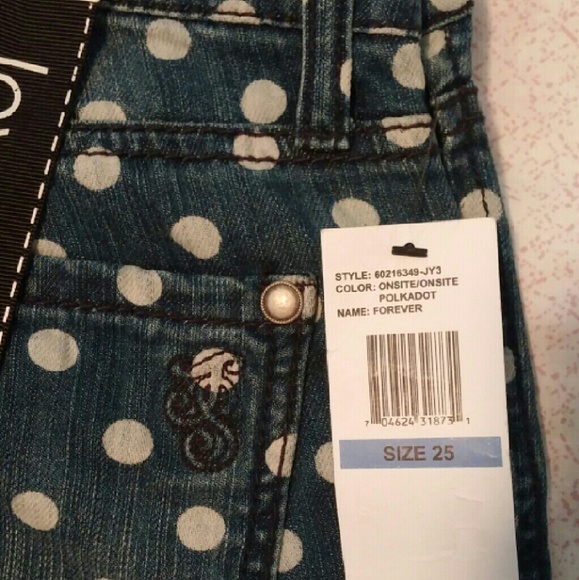 STYLE: 60216349-JY3
COLOR: ONSITE/ONSITE
POLKADOT
NAME: FOREVER
7 04624 31873 1
SIZE 25